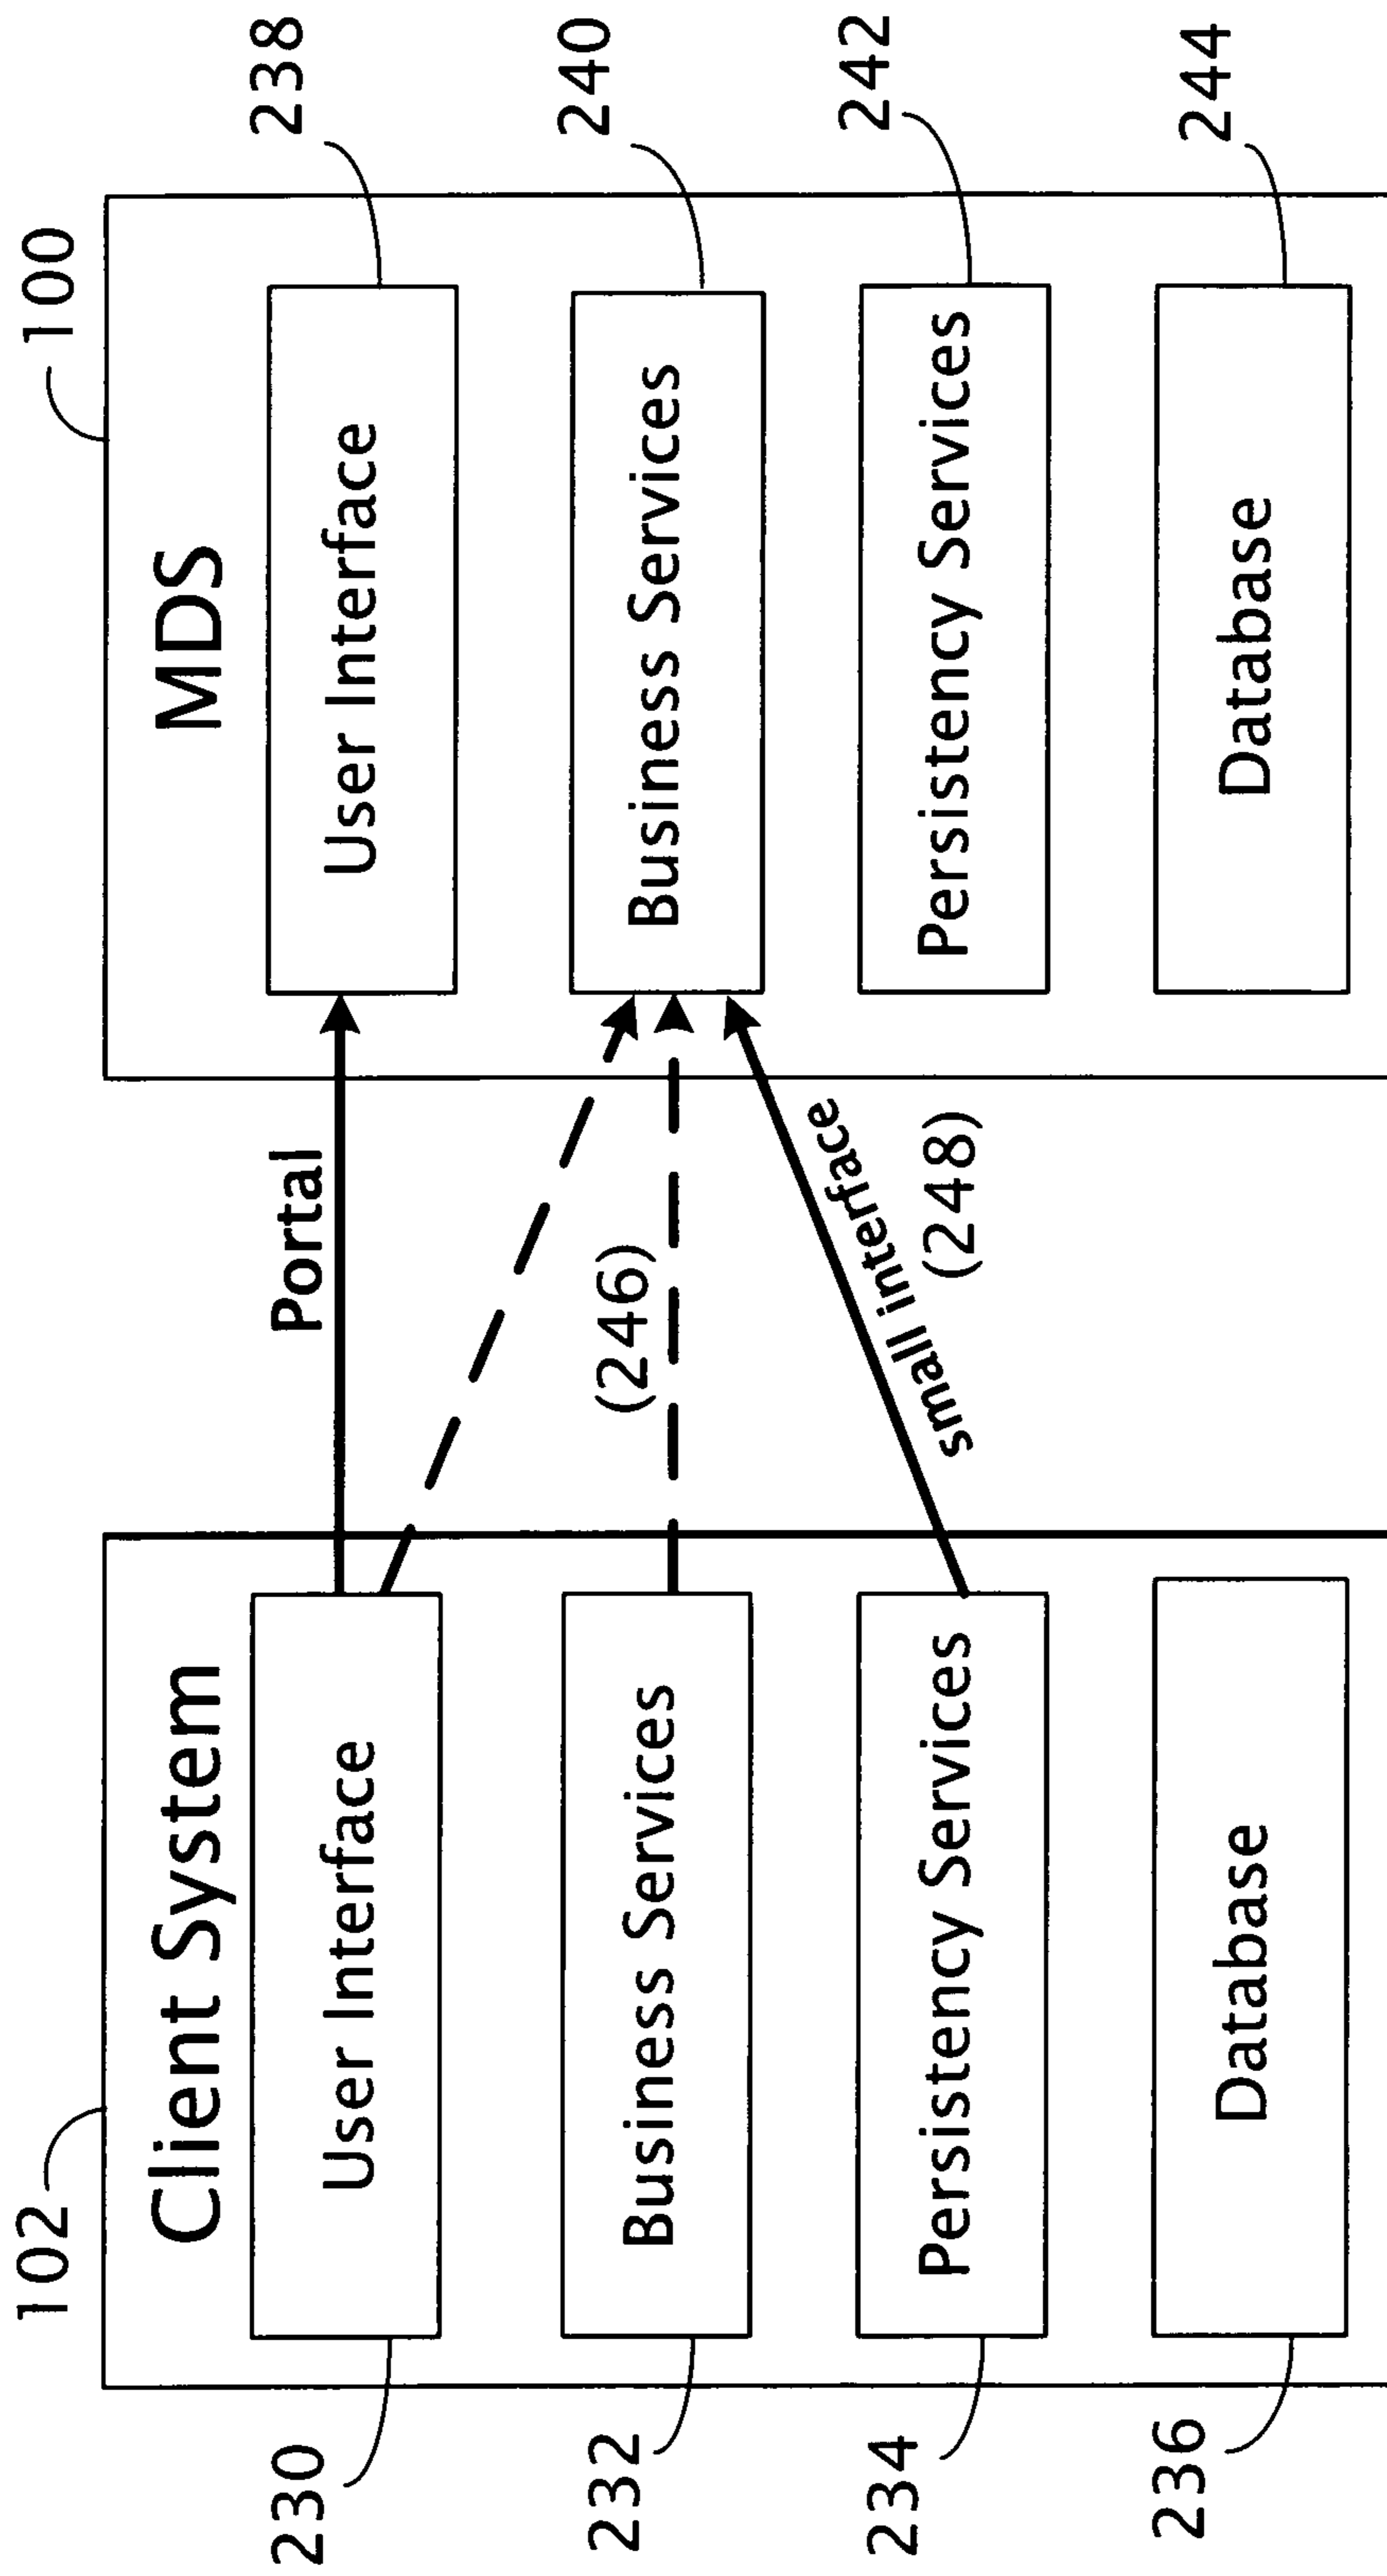 102
100
Client System
MDS
230
User Interface
Portal
User Interface
238
232
Business Services
(246)
Business Services
240
234
Persistency Services
small interface
(248)
Persistency Services
242
236
Database
Database
244